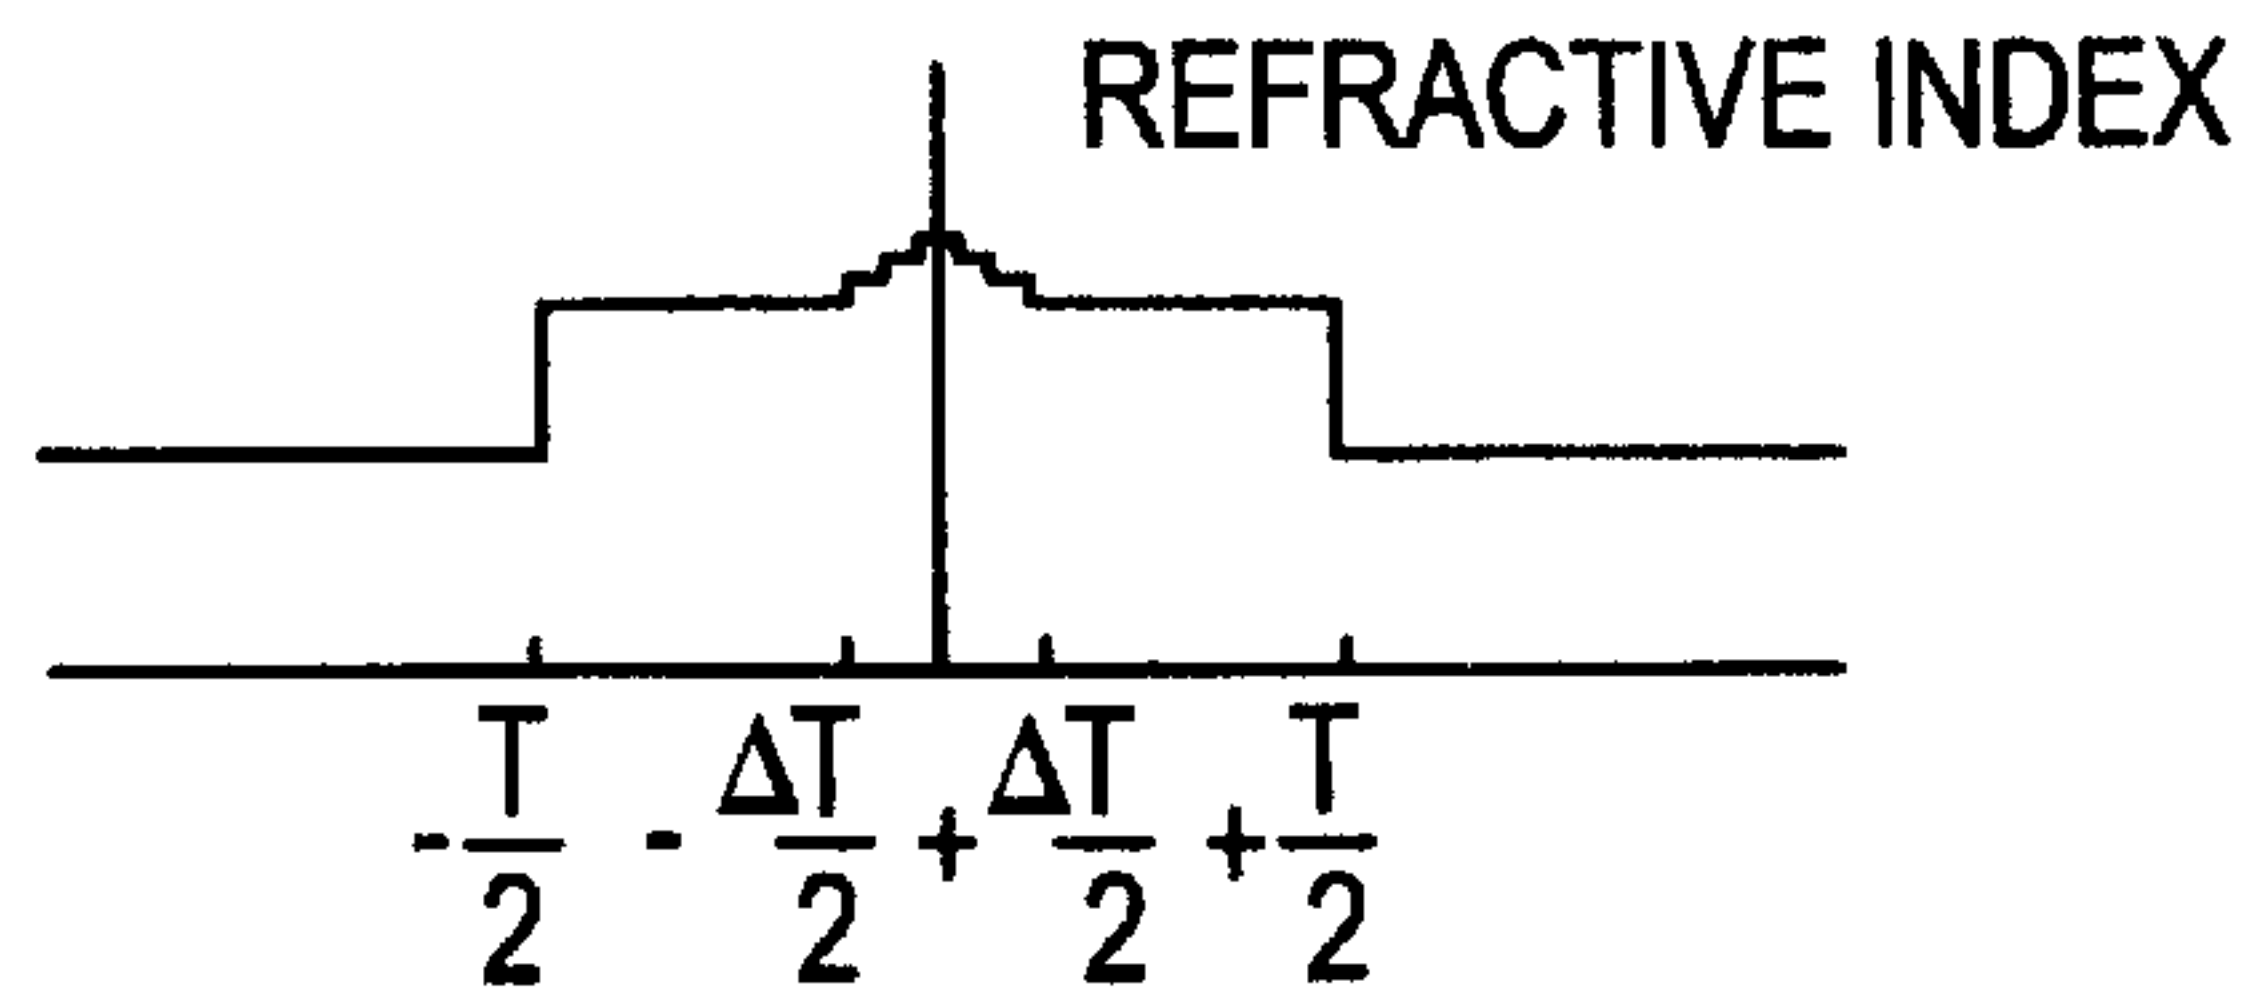 REFRACTIVE INDEX
-T/2 -ΔT/2 +ΔT/2 +T/2